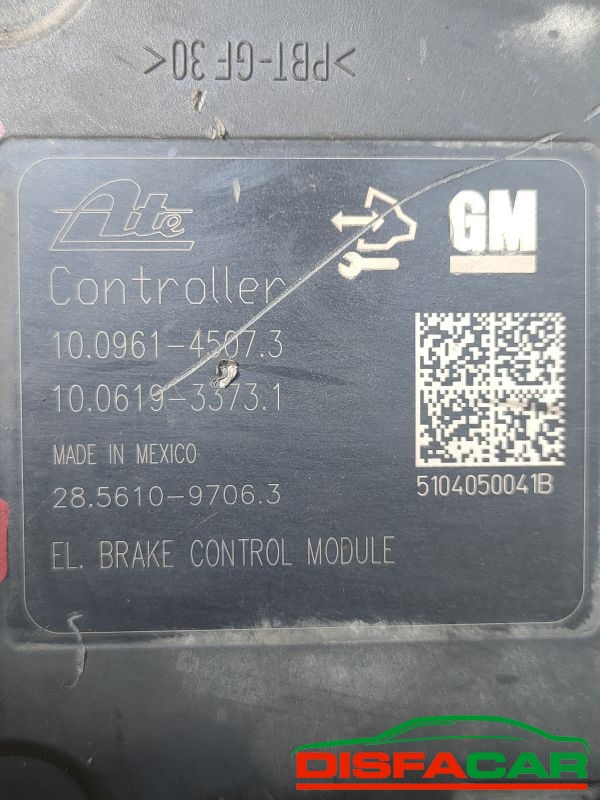 >PBT-GF 30<
Ate
GM
Controller
10.0961-4507.3
10.0619-3373.1
MADE IN MEXICO
28.5610-9706.3
5104050041B
EL. BRAKE CONTROL MODULE
DISFACAR